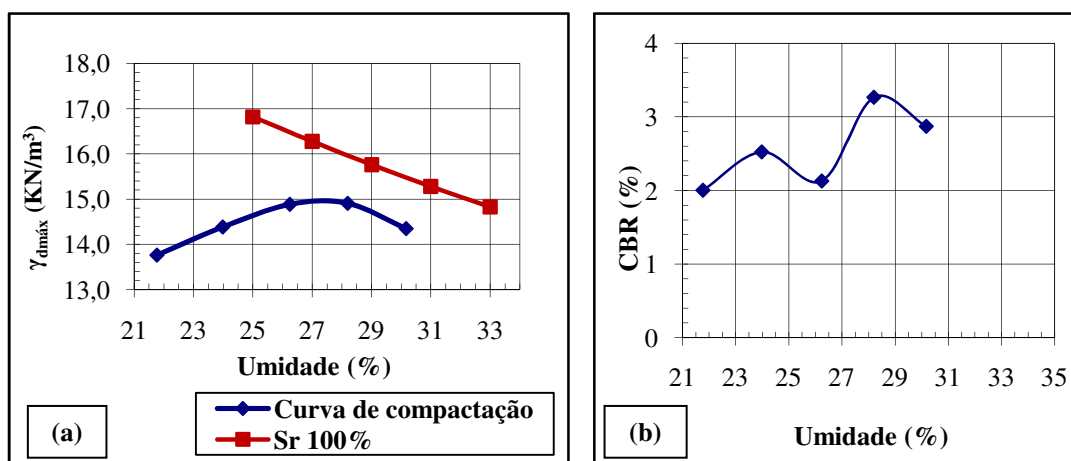 18,0
17,0
16,0
15,0
14,0
13,0
γdmáx (KN/m³)
21 23 25 27 29 31 33
Umidade (%)
Curva de compactação
Sr 100%
(a)
4
3
2
1
0
CBR (%)
21 23 25 27 29 31 33 35
Umidade (%)
(b)